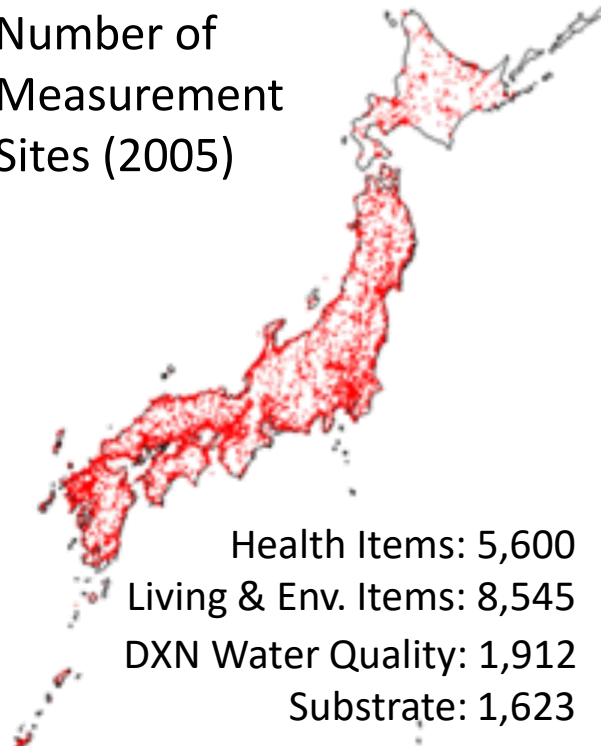 Number of
Measurement
Sites (2005)
Health Items: 5,600
Living & Env. Items: 8,545
DXN Water Quality: 1,912
Substrate: 1,623